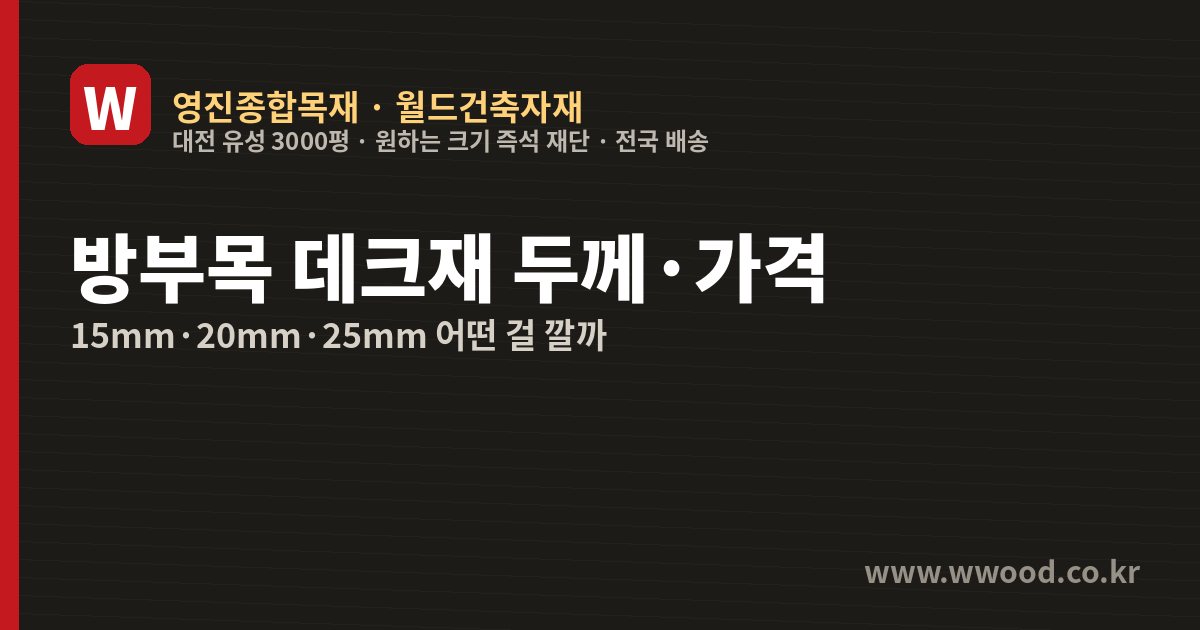 W
영진종합목재 · 월드건축자재
대전 유성 3000평 · 원하는 크기 즉석 재단 · 전국 배송
방부목 데크재 두께·가격
15mm·20mm·25mm 어떤 걸 깔까
www.wwood.co.kr